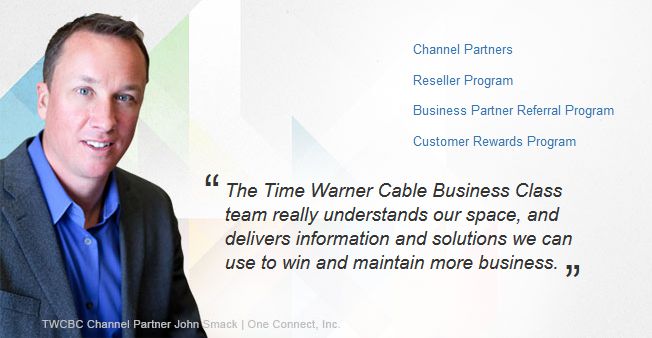 Channel Partners
Reseller Program
Business Partner Referral Program
Customer Rewards Program
“ The Time Warner Cable Business Class
team really understands our space, and
delivers information and solutions we can
use to win and maintain more business. ”
TWCBC Channel Partner John Smack | One Connect, Inc.